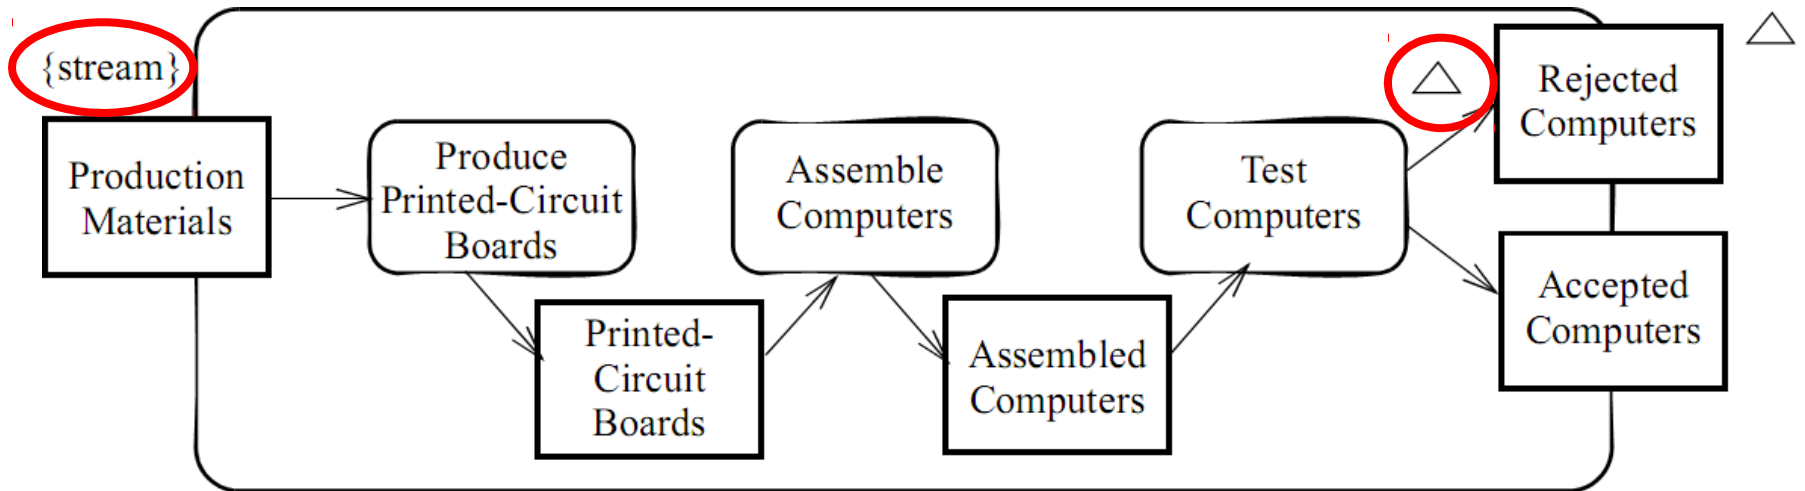 {stream}
Production
Materials
Produce
Printed-Circuit
Boards
Printed-
Circuit
Boards
Assemble
Computers
Assembled
Computers
Test
Computers
Rejected
Computers
Accepted
Computers